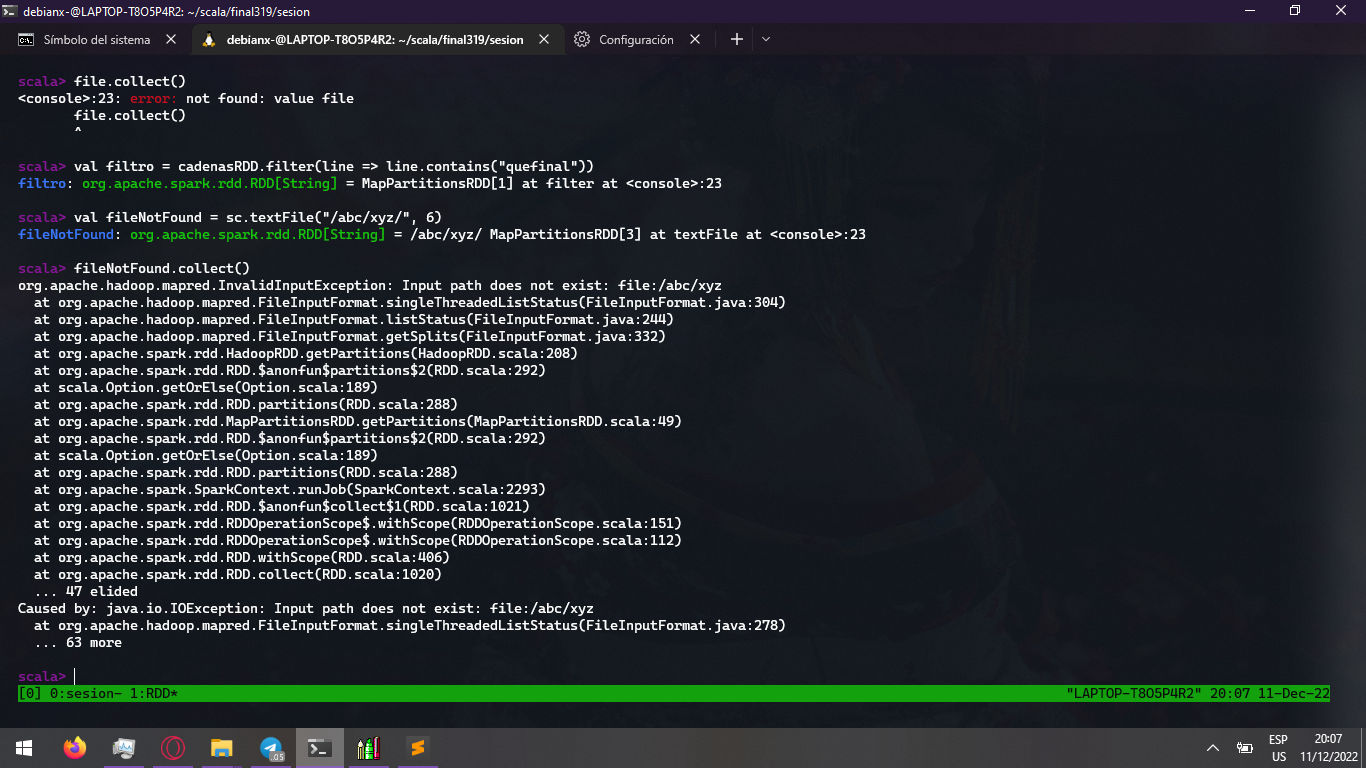 debianx-@LAPTOP-T8O5P4R2: ~/scala/final319/sesion
Símbolo del sistema
debianx-@LAPTOP-T8O5P4R2: ~/scala/final319/sesion
Configuración
scala> file.collect()
<console>:23: error: not found: value file
       file.collect()
       ^
scala> val filtro = cadenasRDD.filter(line => line.contains("quefinal"))
filtro: org.apache.spark.rdd.RDD[String] = MapPartitionsRDD[1] at filter at <console>:23
scala> val fileNotFound = sc.textFile("/abc/xyz/", 6)
fileNotFound: org.apache.spark.rdd.RDD[String] = /abc/xyz/ MapPartitionsRDD[3] at textFile at <console>:23
scala> fileNotFound.collect()
org.apache.hadoop.mapred.InvalidInputException: Input path does not exist: file:/abc/xyz
  at org.apache.hadoop.mapred.FileInputFormat.singleThreadedListStatus(FileInputFormat.java:304)
  at org.apache.hadoop.mapred.FileInputFormat.listStatus(FileInputFormat.java:244)
  at org.apache.hadoop.mapred.FileInputFormat.getSplits(FileInputFormat.java:332)
  at org.apache.spark.rdd.HadoopRDD.getPartitions(HadoopRDD.scala:208)
  at org.apache.spark.rdd.RDD.$anonfun$partitions$2(RDD.scala:292)
  at scala.Option.getOrElse(Option.scala:189)
  at org.apache.spark.rdd.RDD.partitions(RDD.scala:288)
  at org.apache.spark.rdd.MapPartitionsRDD.getPartitions(MapPartitionsRDD.scala:49)
  at org.apache.spark.rdd.RDD.$anonfun$partitions$2(RDD.scala:292)
  at scala.Option.getOrElse(Option.scala:189)
  at org.apache.spark.rdd.RDD.partitions(RDD.scala:288)
  at org.apache.spark.SparkContext.runJob(SparkContext.scala:2293)
  at org.apache.spark.rdd.RDD.$anonfun$collect$1(RDD.scala:1021)
  at org.apache.spark.rdd.RDDOperationScope$.withScope(RDDOperationScope.scala:151)
  at org.apache.spark.rdd.RDDOperationScope$.withScope(RDDOperationScope.scala:112)
  at org.apache.spark.rdd.RDD.withScope(RDD.scala:406)
  at org.apache.spark.rdd.RDD.collect(RDD.scala:1020)
  ... 47 elided
Caused by: java.io.IOException: Input path does not exist: file:/abc/xyz
  at org.apache.hadoop.mapred.FileInputFormat.singleThreadedListStatus(FileInputFormat.java:278)
  ... 63 more
scala>
[0] 0:sesion- 1:RDD* "LAPTOP-T8O5P4R2" 20:07 11-Dec-22
.05
ESP 20:07
US 11/12/2022